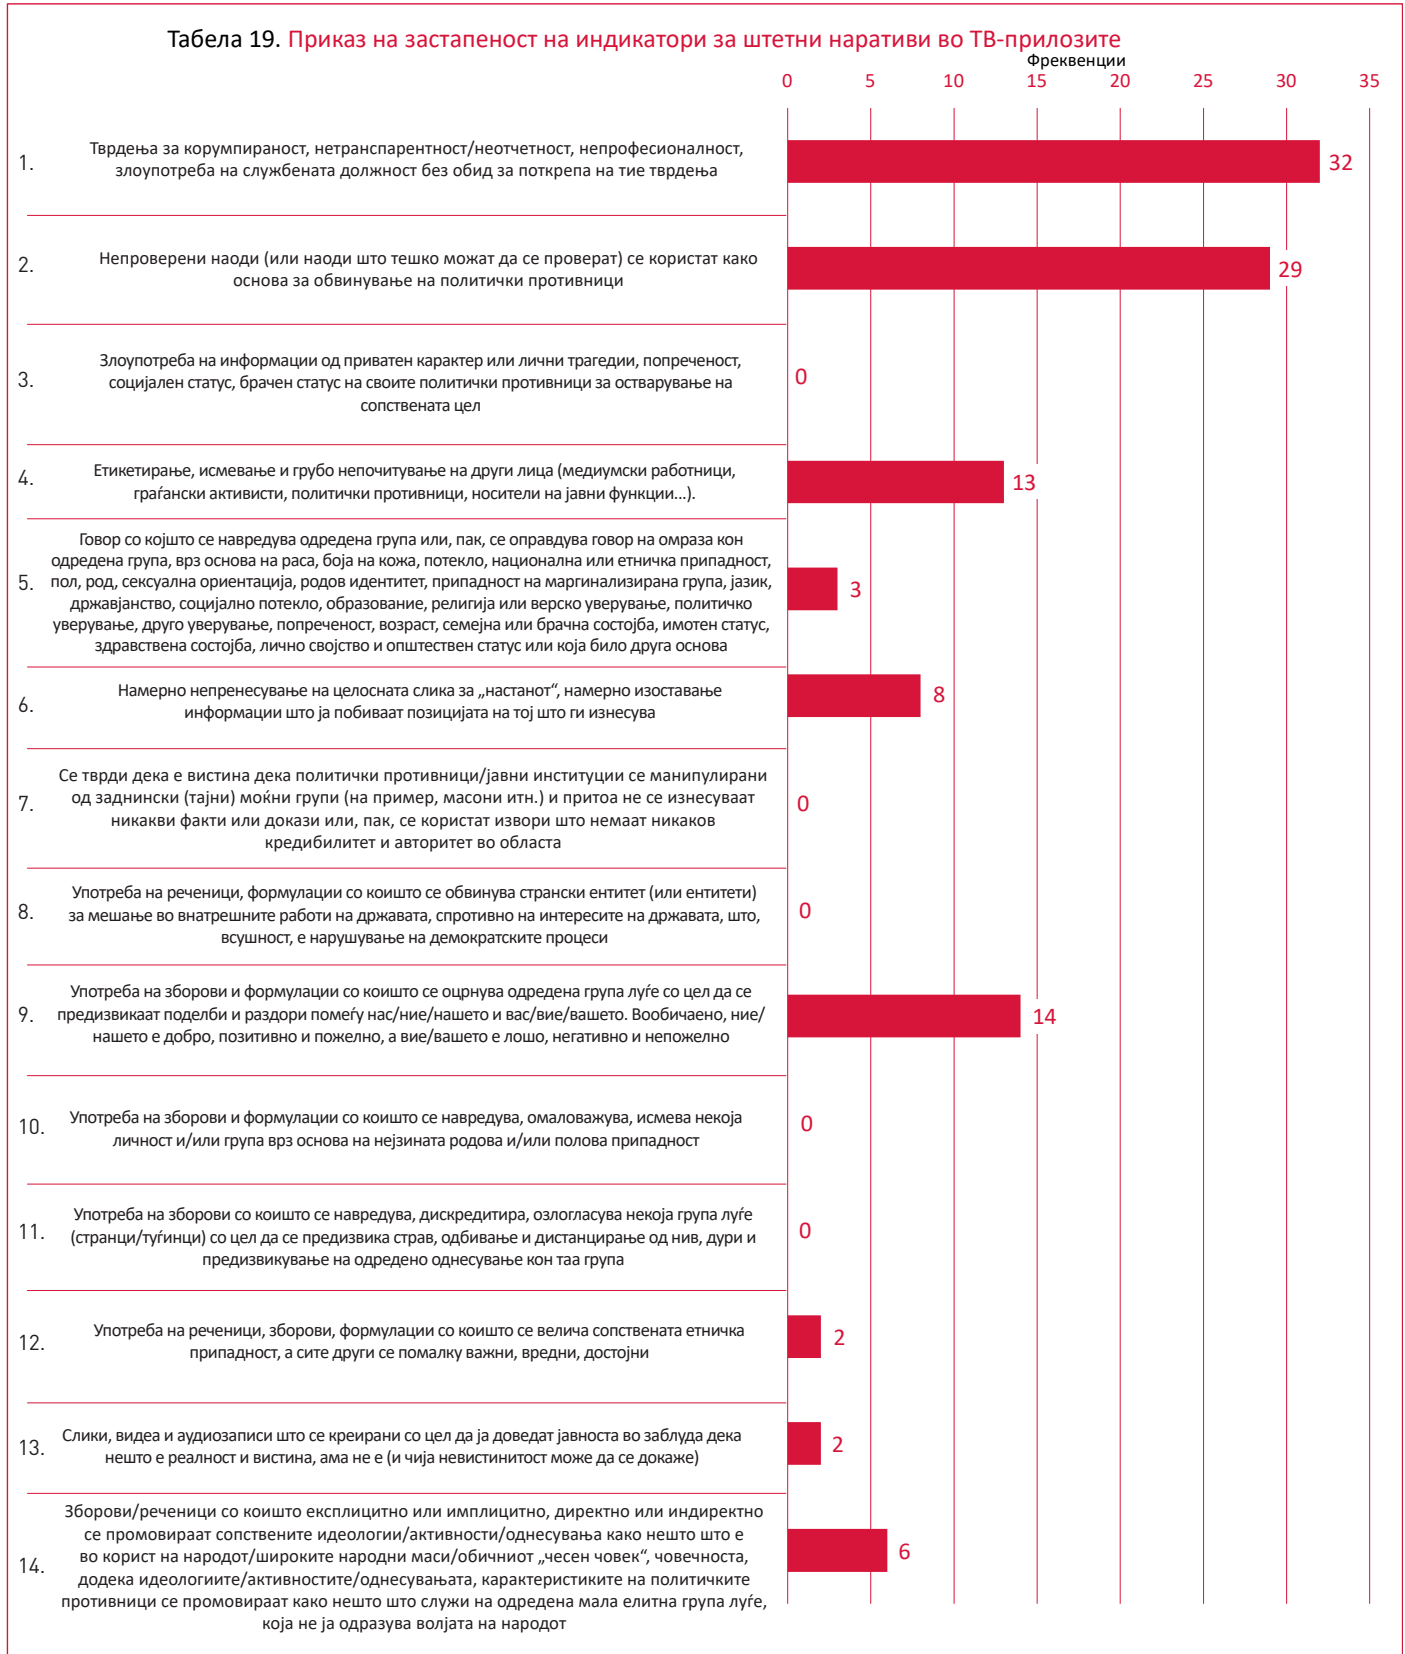 Табела 19. Приказ на застапеност на индикатори за штетни наративи во ТВ-прилозите
Фреквенции
0 5 10 15 20 25 30 35
1. Тврдења за корумпираност, нетранспарентност/неотчетност, непрофесионалност,
злоупотреба на службената должност без обид за поткрепа на тие тврдења
32
2. Непроверени наоди (или наоди што тешко можат да се проверат) се користат како
основа за обвинување на политички противници
29
3. Злоупотреба на информации од приватен карактер или лични трагедии, попреченост,
социјален статус, брачен статус на своите политички противници за остварување на
сопствената цел
0
4. Етикетирање, исмевање и грубо непочитување на други лица (медиумски работници,
граѓански активисти, политички противници, носители на јавни функции...).
13
5. Говор со којшто се навредува одредена група или, пак, се оправдува говор на омраза кон
одредена група, врз основа на раса, боја на кожа, потекло, национална или етничка припадност,
пол, род, сексуална ориентација, родов идентитет, припадност на маргинализирана група, јазик,
државјанство, социјално потекло, образование, религија или верско уверување, политичко
уверување, друго уверување, попреченост, возраст, семејна или брачна состојба, имотен статус,
здравствена состојба, лично својство и општествен статус или која било друга основа
3
6. Намерно непренесување на целосната слика за „настанот“, намерно изоставање
информации што ја побиваат позицијата на тој што ги изнесува
8
7. Се тврди дека е вистина дека политички противници/јавни институции се манипулирани
од заднински (тајни) моќни групи (на пример, масони итн.) и притоа не се изнесуваат
никакви факти или докази или, пак, се користат извори што немаат никаков
кредибилитет и авторитет во областа
0
8. Употреба на реченици, формулации со коишто се обвинува странски ентитет (или ентитети)
за мешање во внатрешните работи на државата, спротивно на интересите на државата, што,
всушност, е нарушување на демократските процеси
0
9. Употреба на зборови и формулации со коишто се оцрнува одредена група луѓе со цел да се
предизвикаат поделби и раздори помеѓу нас/ние/нашето и вас/вие/вашето. Вообичаено, ние/
нашето е добро, позитивно и пожелно, а вие/вашето е лошо, негативно и непожелно
14
10. Употреба на зборови и формулации со коишто се навредува, омаловажува, исмева некоја
личност и/или група врз основа на нејзината родова и/или полова припадност
0
11. Употреба на зборови со коишто се навредува, дискредитира, озлогласува некоја група луѓе
(странци/туѓинци) со цел да се предизвика страв, одбивање и дистанцирање од нив, дури и
предизвикување на одредено однесување кон таа група
0
12. Употреба на реченици, зборови, формулации со коишто се велича сопствената етничка
припадност, а сите други се помалку важни, вредни, достојни
2
13. Слики, видеа и аудиозаписи што се креирани со цел да ја доведат јавноста во заблуда дека
нешто е реалност и вистина, ама не е (и чија невистинитост може да се докаже)
2
14. Зборови/реченици со коишто експлицитно или имплицитно, директно или индиректно
се промовираат сопствените идеологии/активности/однесувања како нешто што е
во корист на народот/широките народни маси/обичниот „чесен човек“, човечноста,
додека идеологиите/активностите/однесувањата, карактеристиките на политичките
противници се промовираат како нешто што служи на одредена мала елитна група луѓе,
која не ја одразува волјата на народот
6